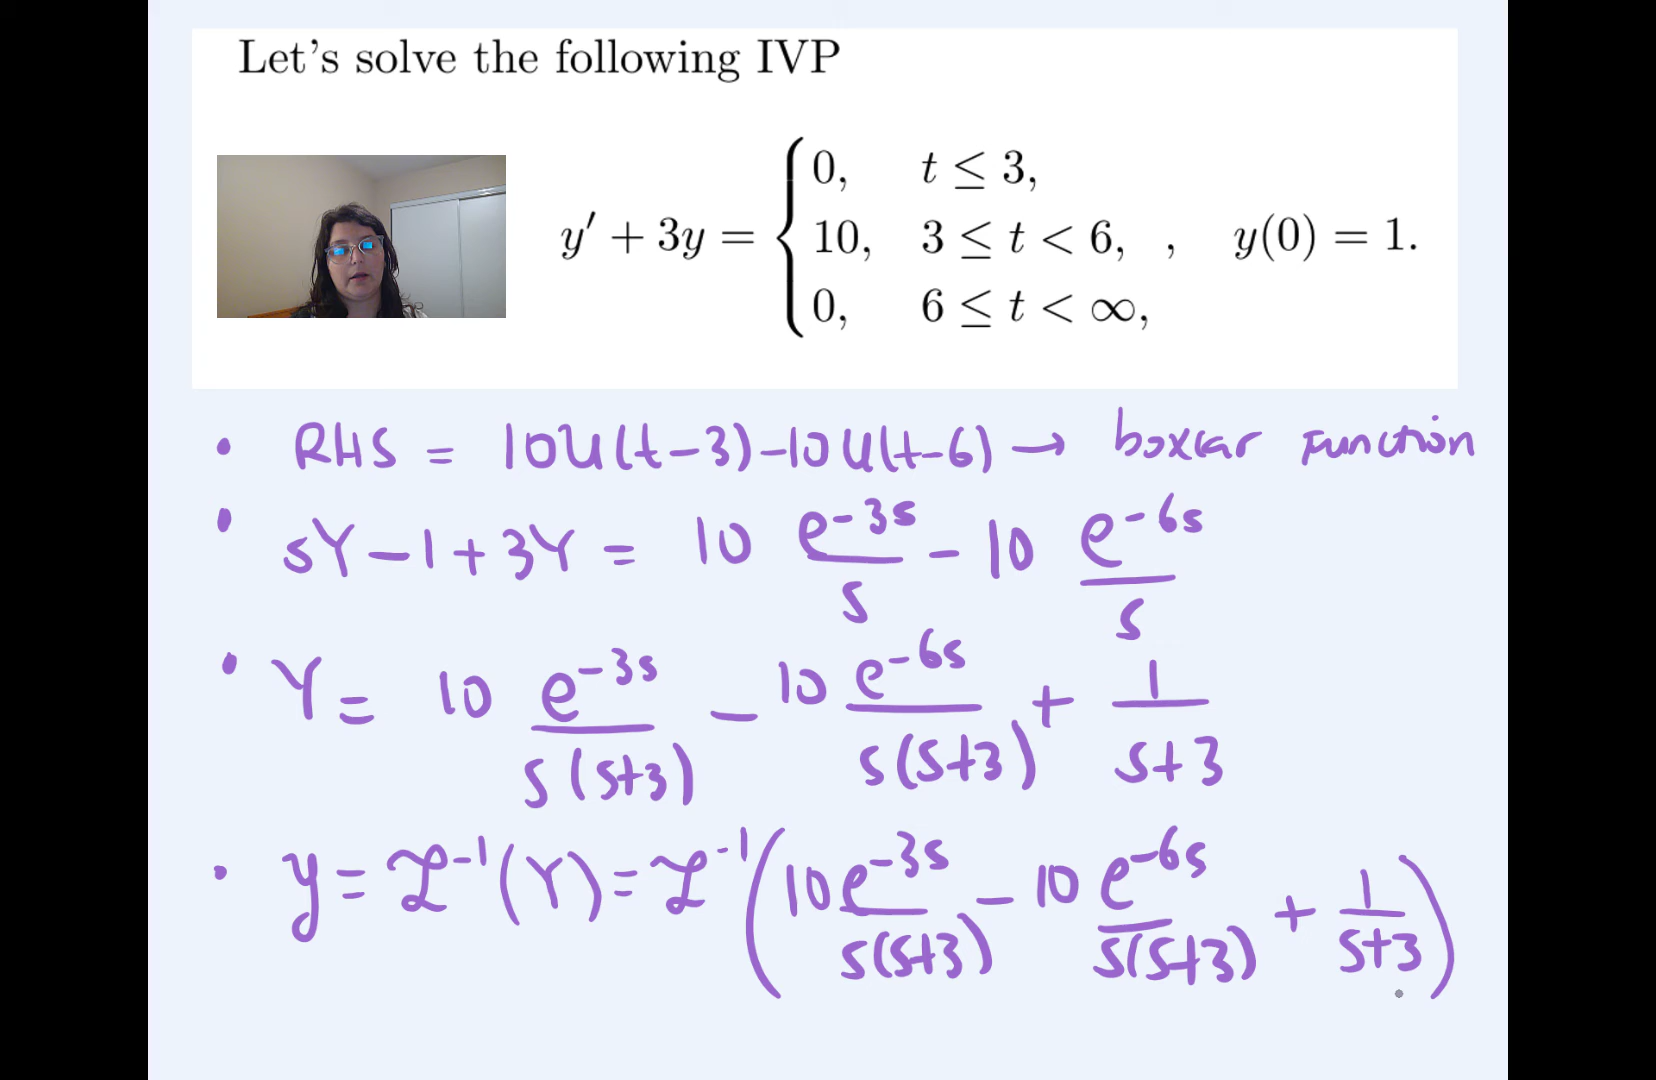 Let's solve the following IVP
y′ + 3y = { 0, t ≤ 3,
10, 3 ≤ t < 6, , y(0) = 1.
0, 6 ≤ t < ∞,
• RHS = 10U(t-3)-10U(t-6) → boxcar function
• sY-1+3Y = 10 e^{-3s}/s - 10 e^{-6s}/s
• Y = 10 e^{-3s}/(s(s+3)) - 10 e^{-6s}/(s(s+3)) + 1/(s+3)
• y = ℒ^{-1}(Y) = ℒ^{-1}(10e^{-3s}/(s(s+3)) - 10 e^{-6s}/(s(s+3)) + 1/(s+3))